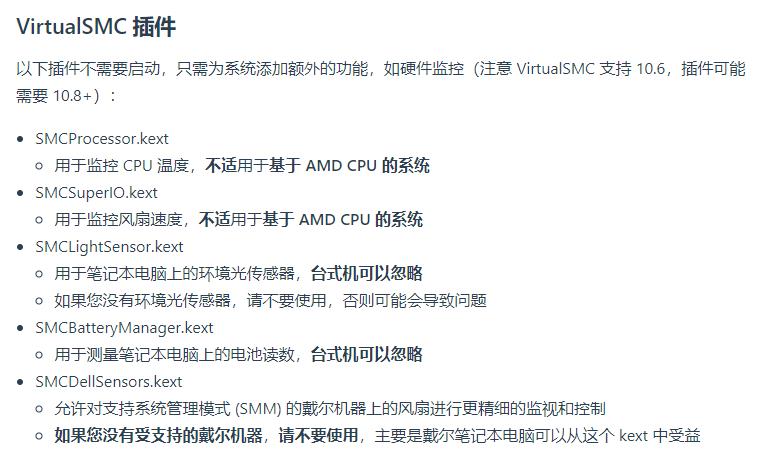 VirtualSMC 插件
以下插件不需要启动，只需为系统添加额外的功能，如硬件监控（注意 VirtualSMC 支持 10.6，插件可能
需要 10.8+）：
SMCProcessor.kext
用于监控 CPU 温度，不适用于基于 AMD CPU 的系统
SMCSuperIO.kext
用于监控风扇速度，不适用于基于 AMD CPU 的系统
SMCLightSensor.kext
用于笔记本电脑上的环境光传感器，台式机可以忽略
如果您没有环境光传感器，请不要使用，否则可能会导致问题
SMCBatteryManager.kext
用于测量笔记本电脑上的电池读数，台式机可以忽略
SMCDellSensors.kext
允许对支持系统管理模式 (SMM) 的戴尔机器上的风扇进行更精细的监视和控制
如果您没有受支持的戴尔机器，请不要使用，主要是戴尔笔记本电脑可以从这个 kext 中受益